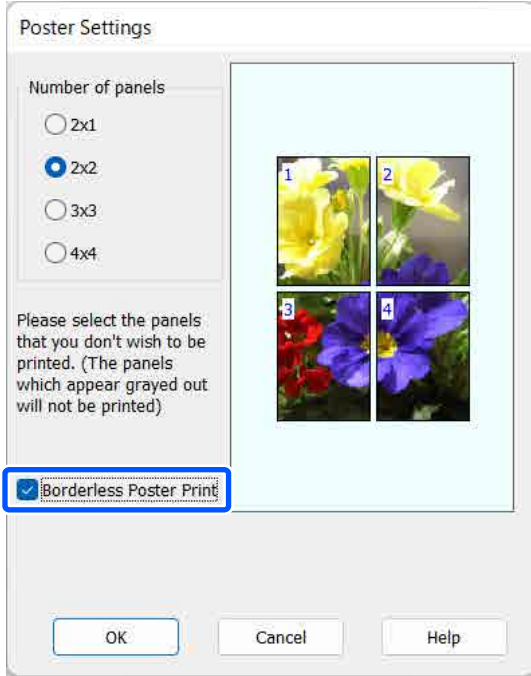 Poster Settings
Number of panels
2x1
2x2
3x3
4x4
1
2
3
4
Please select the panels
that you don't wish to be
printed. (The panels
which appear grayed out
will not be printed)
Borderless Poster Print
OK
Cancel
Help